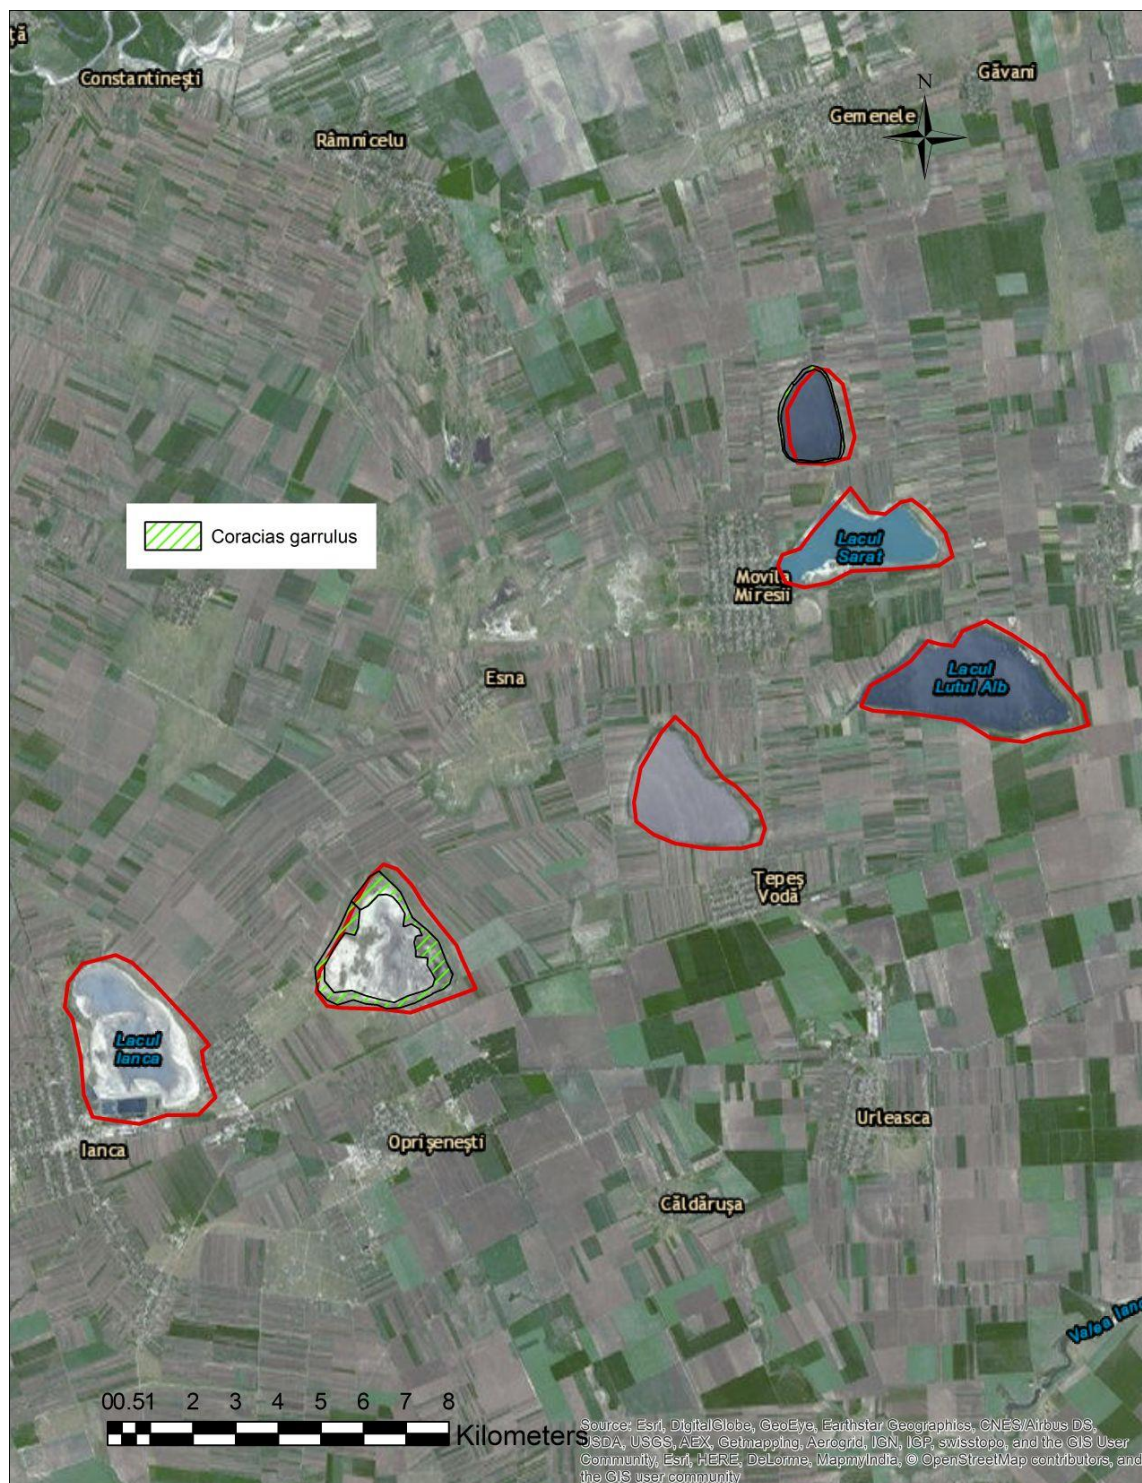 ță
Constantinești
Râmnicelu
Găvani
Gemenele
N
Coracias garrulus
Lacul
Sarat
Movila
Miresii
Lacul
Lutul Alb
Esna
Țepeș
Vodă
Lacul
Ianca
Ianca
Oprișenești
Urleasca
Căldărușa
Valea Ianc
00.51 2 3 4 5 6 7 8
Kilometers
Source: Esri, DigitalGlobe, GeoEye, Earthstar Geographics, CNES/Airbus DS,
USDA, USGS, AEX, Getmapping, Aerogrid, IGN, IGP, swisstopo, and the GIS User
Community, Esri, HERE, DeLorme, MapmyIndia, © OpenStreetMap contributors, and
the GIS user community